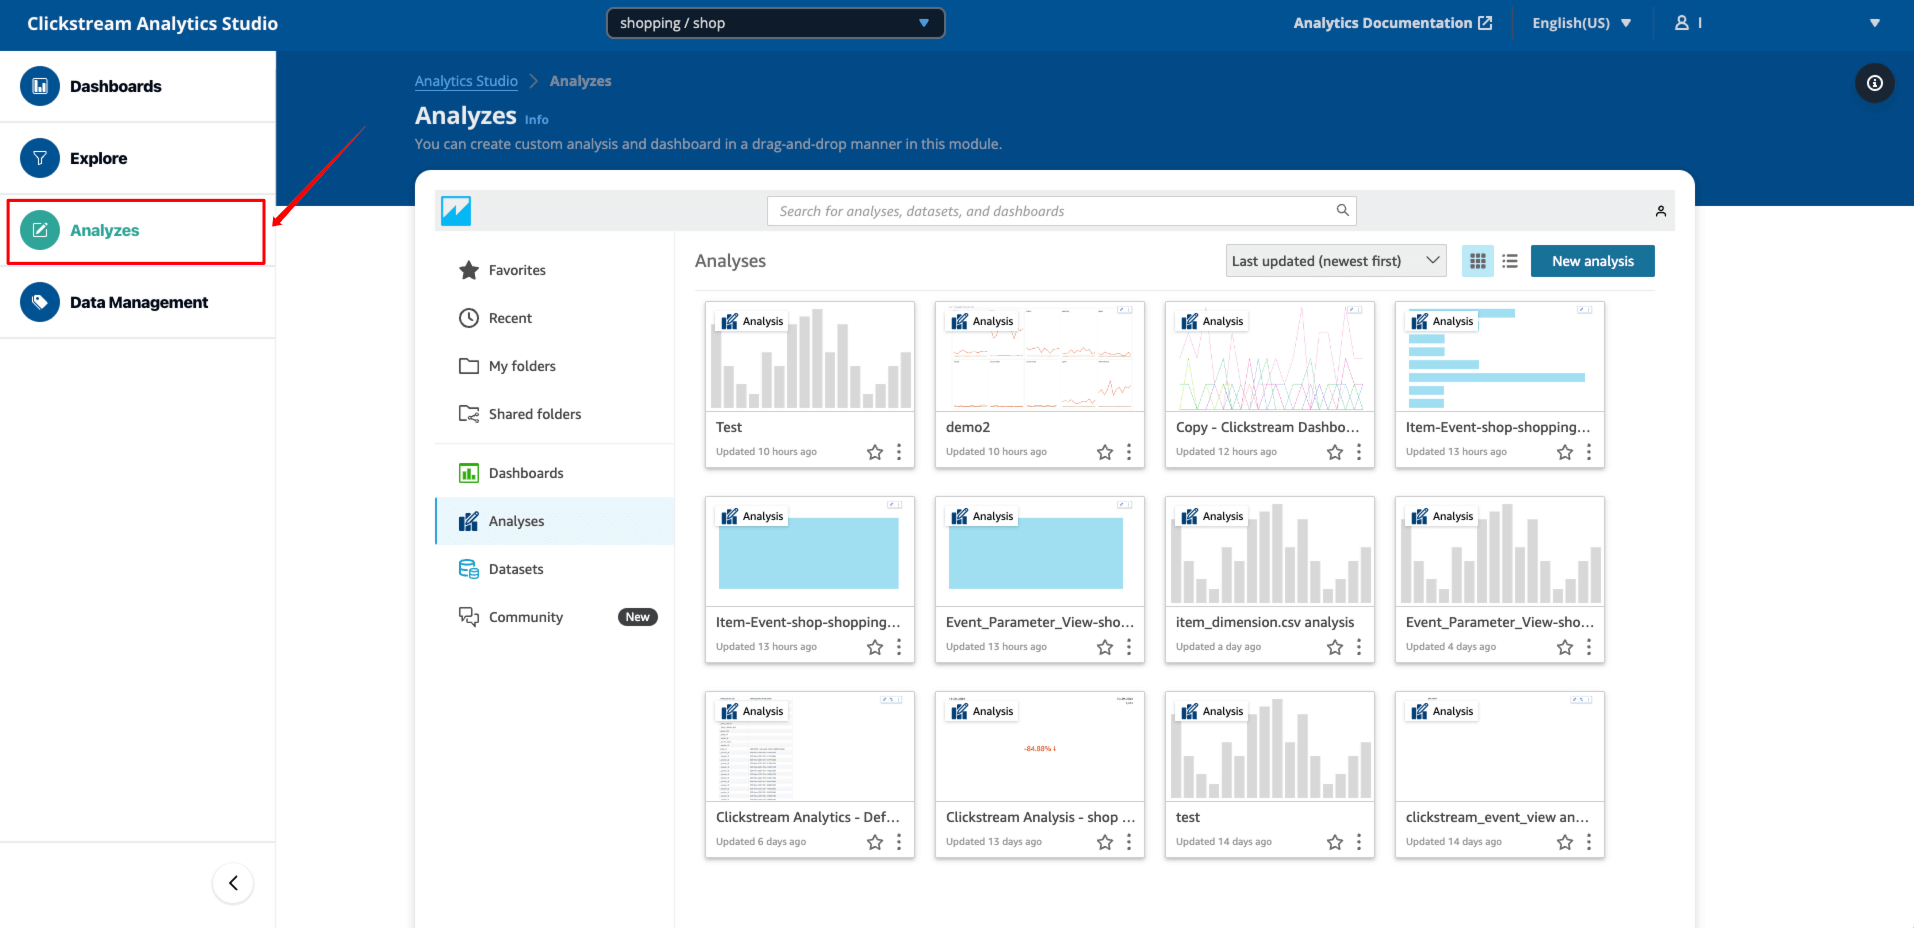 Clickstream Analytics Studio
shopping / shop
Analytics Documentation
English(US)
Dashboards
Explore
Analyzes
Data Management
Analytics Studio
Analyzes
Analyzes Info
You can create custom analysis and dashboard in a drag-and-drop manner in this module.
Search for analyses, datasets, and dashboards
Favorites
Recent
My folders
Shared folders
Dashboards
Analyses
Datasets
Community New
Analyses
Last updated (newest first)
New analysis
Analysis
Test
Updated 10 hours ago
Analysis
demo2
Updated 10 hours ago
Analysis
Copy - Clickstream Dashbo...
Updated 12 hours ago
Analysis
Item-Event-shop-shopping...
Updated 13 hours ago
Analysis
Item-Event-shop-shopping...
Updated 13 hours ago
Analysis
Event_Parameter_View-sho...
Updated 13 hours ago
Analysis
item_dimension.csv analysis
Updated a day ago
Analysis
Event_Parameter_View-sho...
Updated 4 days ago
Analysis
Clickstream Analytics - Def...
Updated 6 days ago
Analysis
-84.88%↓
Clickstream Analysis - shop ...
Updated 13 days ago
Analysis
test
Updated 14 days ago
Analysis
clickstream_event_view an...
Updated 14 days ago